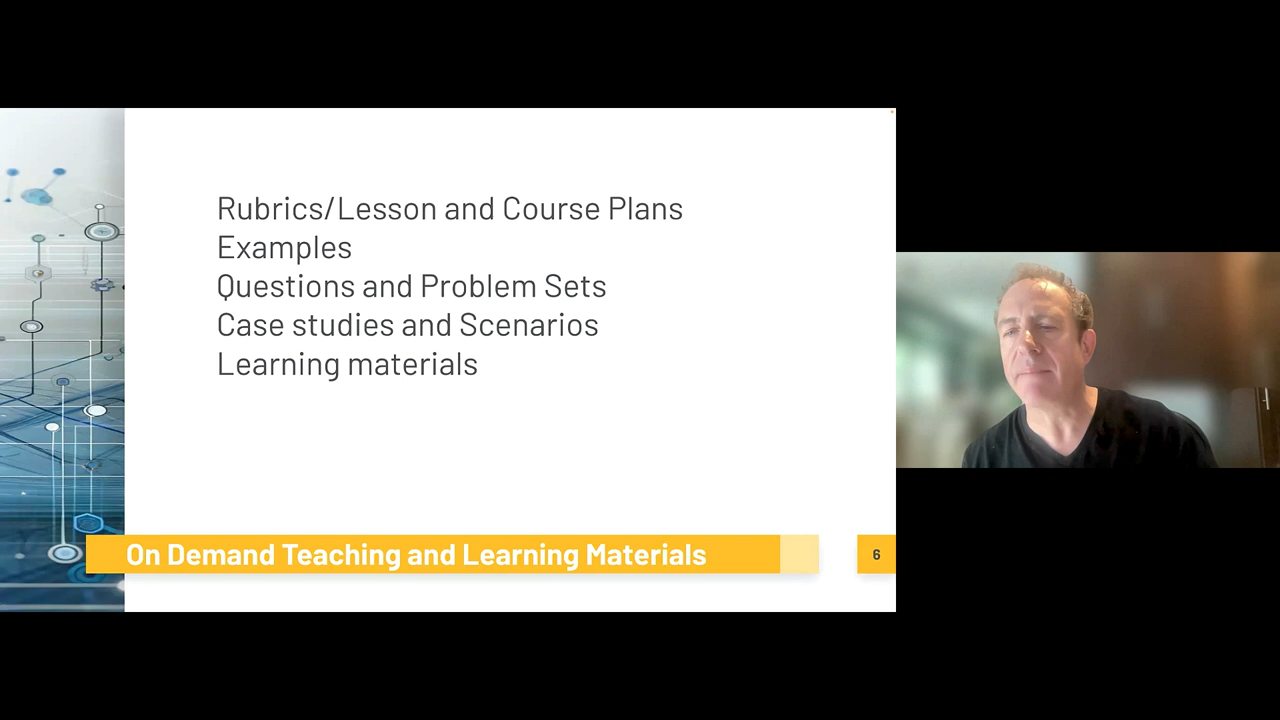 Rubrics/Lesson and Course Plans
Examples
Questions and Problem Sets
Case studies and Scenarios
Learning materials
On Demand Teaching and Learning Materials
6